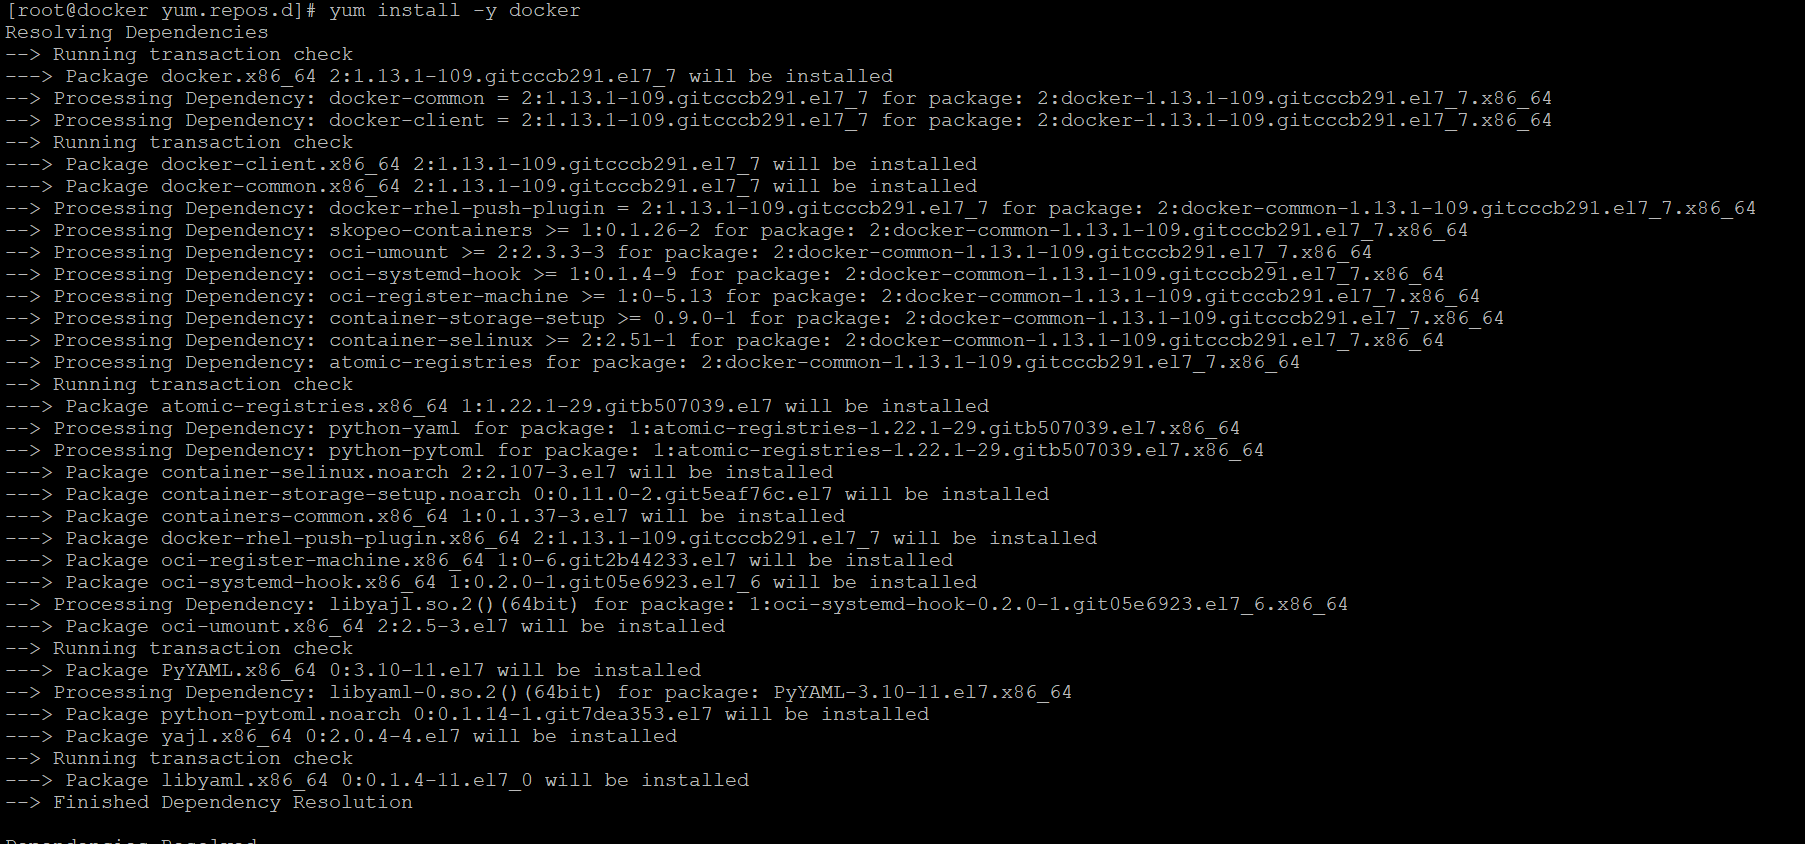 [root@docker yum.repos.d]# yum install -y docker
Resolving Dependencies
--> Running transaction check
---> Package docker.x86_64 2:1.13.1-109.gitcccb291.el7_7 will be installed
--> Processing Dependency: docker-common = 2:1.13.1-109.gitcccb291.el7_7 for package: 2:docker-1.13.1-109.gitcccb291.el7_7.x86_64
--> Processing Dependency: docker-client = 2:1.13.1-109.gitcccb291.el7_7 for package: 2:docker-1.13.1-109.gitcccb291.el7_7.x86_64
--> Running transaction check
---> Package docker-client.x86_64 2:1.13.1-109.gitcccb291.el7_7 will be installed
---> Package docker-common.x86_64 2:1.13.1-109.gitcccb291.el7_7 will be installed
--> Processing Dependency: docker-rhel-push-plugin = 2:1.13.1-109.gitcccb291.el7_7 for package: 2:docker-common-1.13.1-109.gitcccb291.el7_7.x86_64
--> Processing Dependency: skopeo-containers >= 1:0.1.26-2 for package: 2:docker-common-1.13.1-109.gitcccb291.el7_7.x86_64
--> Processing Dependency: oci-umount >= 2:2.3.3-3 for package: 2:docker-common-1.13.1-109.gitcccb291.el7_7.x86_64
--> Processing Dependency: oci-systemd-hook >= 1:0.1.4-9 for package: 2:docker-common-1.13.1-109.gitcccb291.el7_7.x86_64
--> Processing Dependency: oci-register-machine >= 1:0-5.13 for package: 2:docker-common-1.13.1-109.gitcccb291.el7_7.x86_64
--> Processing Dependency: container-storage-setup >= 0.9.0-1 for package: 2:docker-common-1.13.1-109.gitcccb291.el7_7.x86_64
--> Processing Dependency: container-selinux >= 2:2.51-1 for package: 2:docker-common-1.13.1-109.gitcccb291.el7_7.x86_64
--> Processing Dependency: atomic-registries for package: 2:docker-common-1.13.1-109.gitcccb291.el7_7.x86_64
--> Running transaction check
---> Package atomic-registries.x86_64 1:1.22.1-29.gitb507039.el7 will be installed
--> Processing Dependency: python-yaml for package: 1:atomic-registries-1.22.1-29.gitb507039.el7.x86_64
--> Processing Dependency: python-pytoml for package: 1:atomic-registries-1.22.1-29.gitb507039.el7.x86_64
---> Package container-selinux.noarch 2:2.107-3.el7 will be installed
---> Package container-storage-setup.noarch 0:0.11.0-2.git5eaf76c.el7 will be installed
---> Package containers-common.x86_64 1:0.1.37-3.el7 will be installed
---> Package docker-rhel-push-plugin.x86_64 2:1.13.1-109.gitcccb291.el7_7 will be installed
---> Package oci-register-machine.x86_64 1:0-6.git2b44233.el7 will be installed
---> Package oci-systemd-hook.x86_64 1:0.2.0-1.git05e6923.el7_6 will be installed
--> Processing Dependency: libyajl.so.2()(64bit) for package: 1:oci-systemd-hook-0.2.0-1.git05e6923.el7_6.x86_64
---> Package oci-umount.x86_64 2:2.5-3.el7 will be installed
--> Running transaction check
---> Package PyYAML.x86_64 0:3.10-11.el7 will be installed
--> Processing Dependency: libyaml-0.so.2()(64bit) for package: PyYAML-3.10-11.el7.x86_64
---> Package python-pytoml.noarch 0:0.1.14-1.git7dea353.el7 will be installed
---> Package yajl.x86_64 0:2.0.4-4.el7 will be installed
--> Running transaction check
---> Package libyaml.x86_64 0:0.1.4-11.el7_0 will be installed
--> Finished Dependency Resolution
Dependencies Resolved